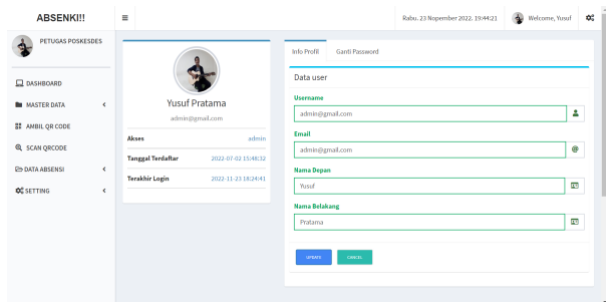 ABSENKI!!
Rabu, 23 Nopember 2022, 19:44:21
Welcome, Yusuf
PETUGAS POSKESDES
DASHBOARD
MASTER DATA
AMBIL QR CODE
SCAN QRCODE
DATA ABSENSI
SETTING
Yusuf Pratama
admin@gmail.com
Akses admin
Tanggal Terdaftar 2022-07-02 15:48:32
Terakhir Login 2022-11-23 18:24:41
Info Profil Ganti Password
Data user
Username
admin@gmail.com
Email
admin@gmail.com
Nama Depan
Yusuf
Nama Belakang
Pratama
UPDATE CANCEL